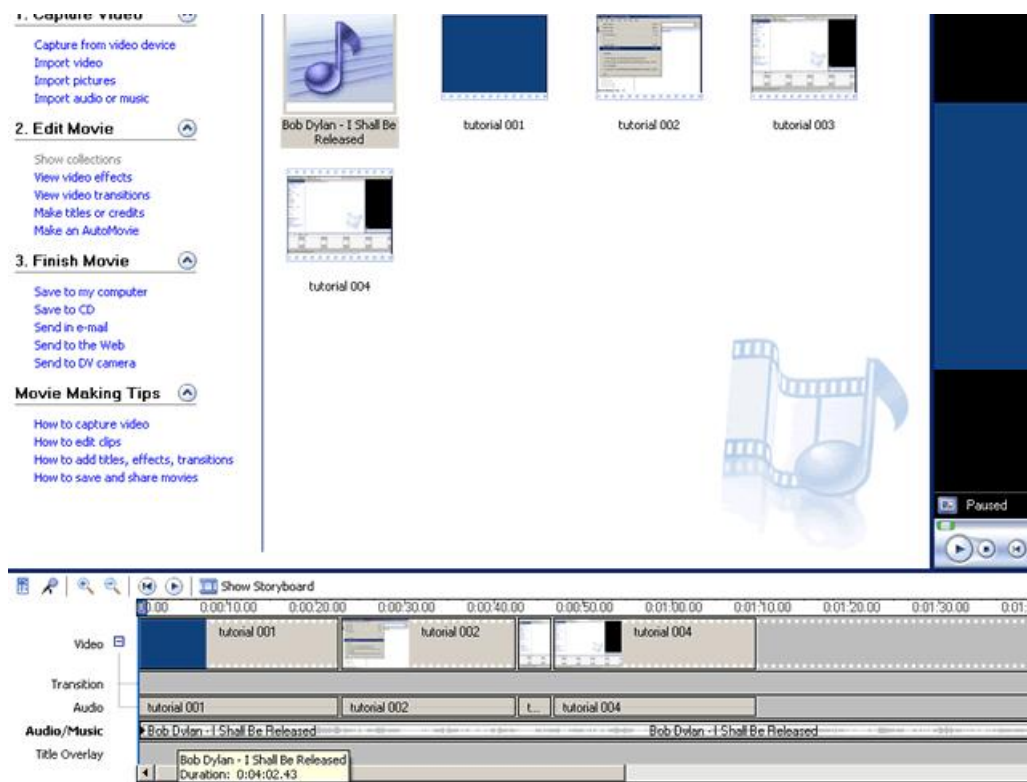 1. Capture Video
Capture from video device
Import video
Import pictures
Import audio or music
2. Edit Movie
Show collections
View video effects
View video transitions
Make titles or credits
Make an AutoMovie
3. Finish Movie
Save to my computer
Save to CD
Send in e-mail
Send to the Web
Send to DV camera
Movie Making Tips
How to capture video
How to edit clips
How to add titles, effects, transitions
How to save and share movies
Bob Dylan - I Shall Be
Released
tutorial 001
tutorial 002
tutorial 003
tutorial 004
Paused
Show Storyboard
0.00 0:00:10.00 0:00:20.00 0:00:30.00 0:00:40.00 0:00:50.00 0:01:00.00 0:01:10.00 0:01:20.00 0:01:30.00 0:01:
Video tutorial 001 tutorial 002 tutorial 004
Transition
Audio tutorial 001 tutorial 002 t... tutorial 004
Audio/Music Bob Dylan - I Shall Be Released Bob Dylan - I Shall Be Released
Title Overlay
Bob Dylan - I Shall Be Released
Duration: 0:04:02.43